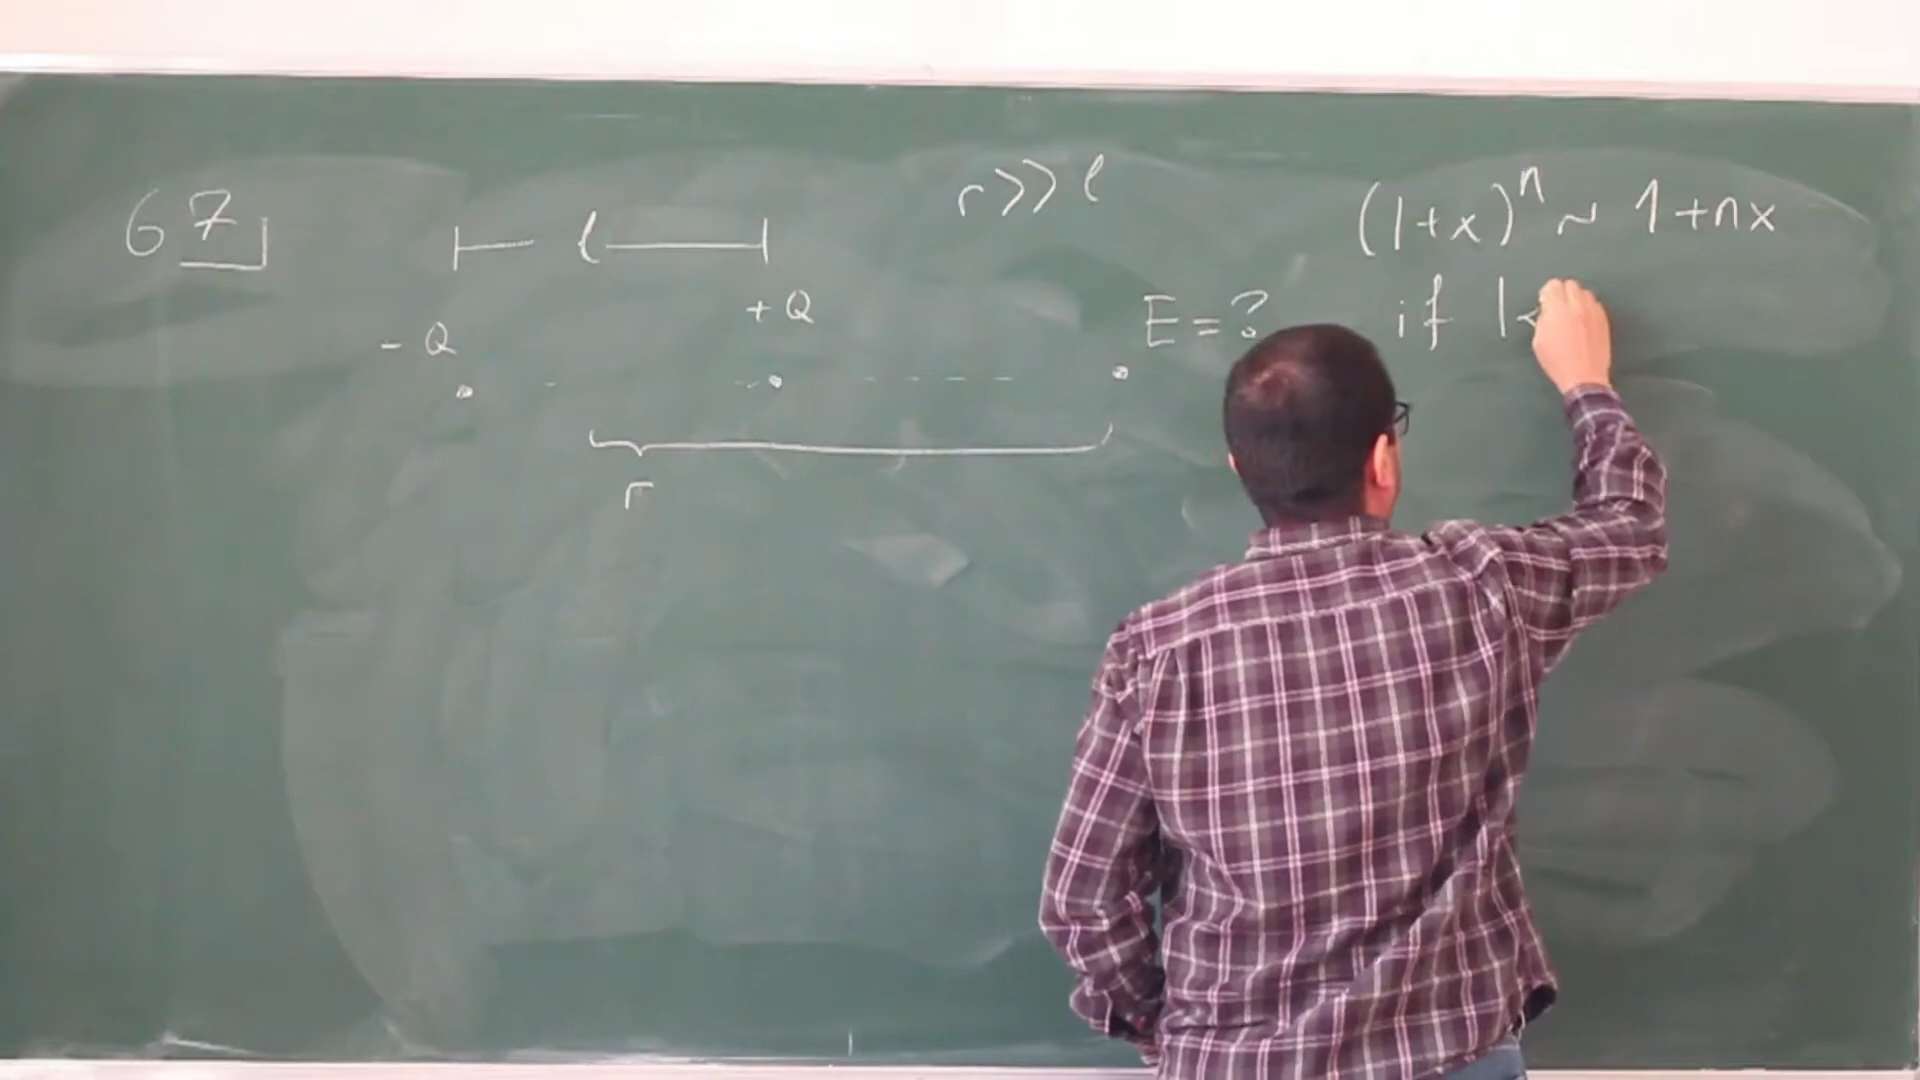 67
l
r>>l
(1+x)^n ~ 1+nx
+Q
E=?
if |
-Q
r